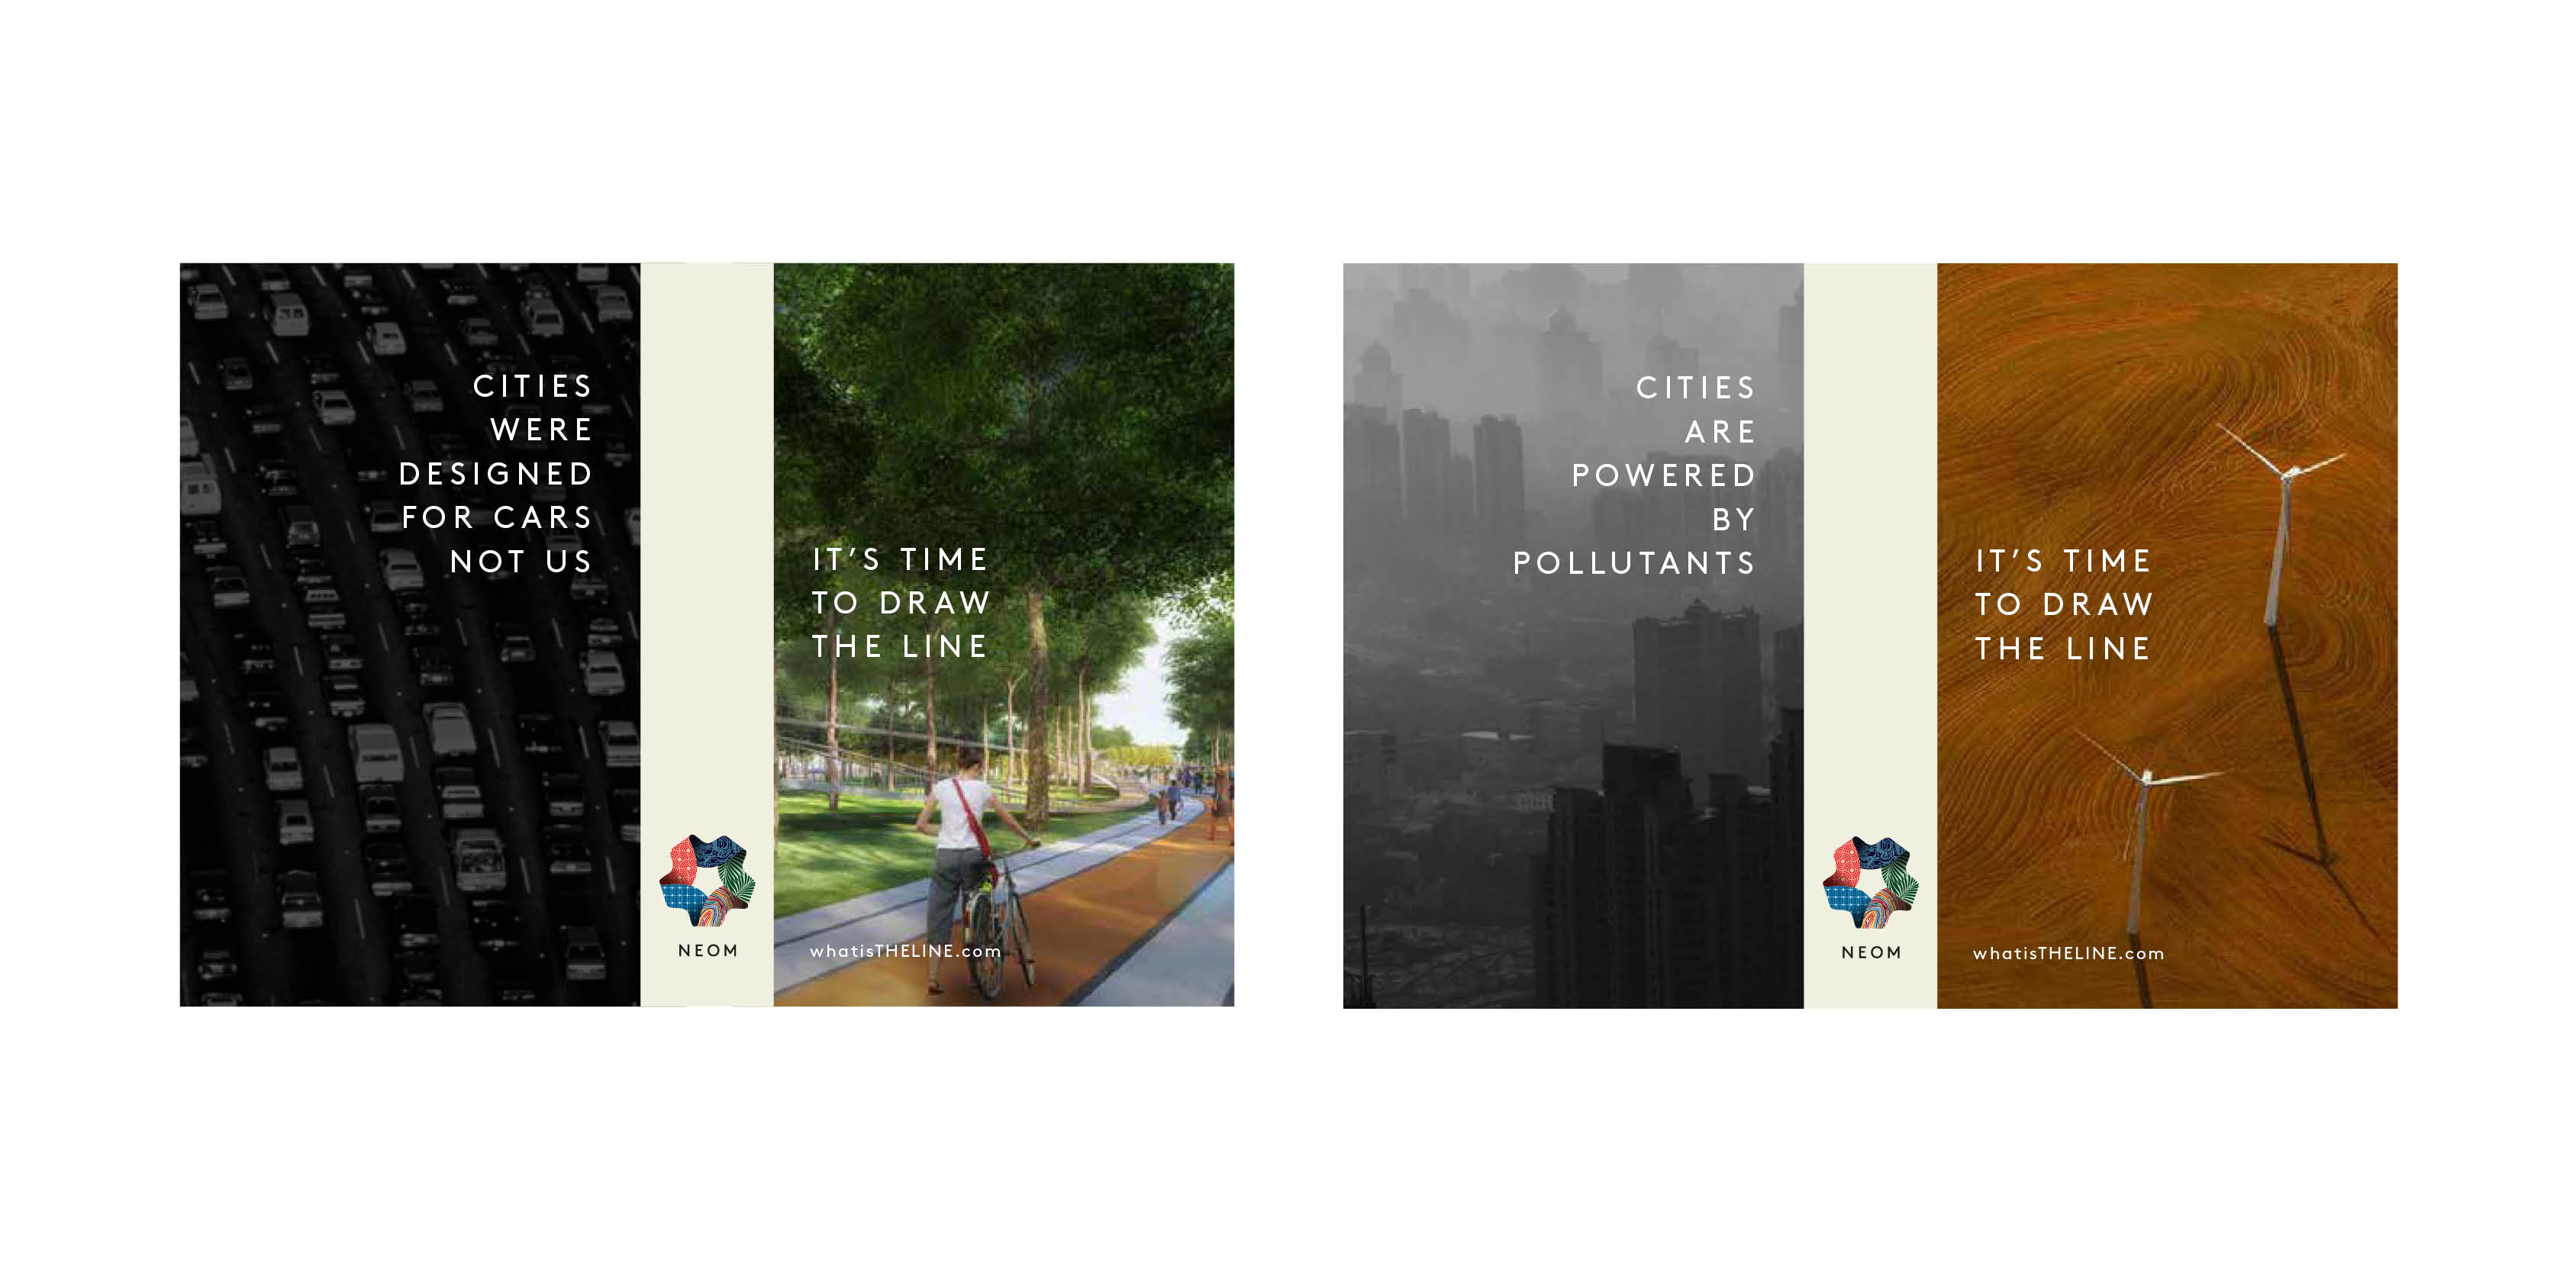 CITIES
WERE
DESIGNED
FOR CARS
NOT US
IT’S TIME
TO DRAW
THE LINE
NEOM
whatisTHELINE.com
CITIES
ARE
POWERED
BY
POLLUTANTS
IT’S TIME
TO DRAW
THE LINE
NEOM
whatisTHELINE.com